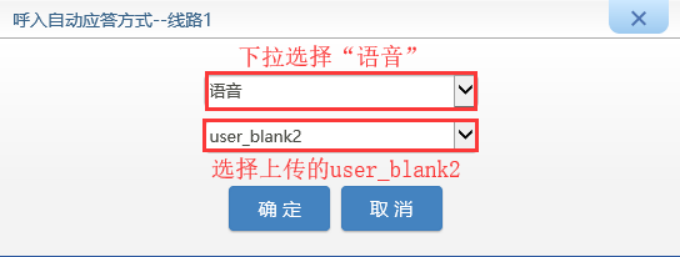 呼入自动应答方式--线路1
下拉选择“语音”
语音
user_blank2
选择上传的user_blank2
确定 取消